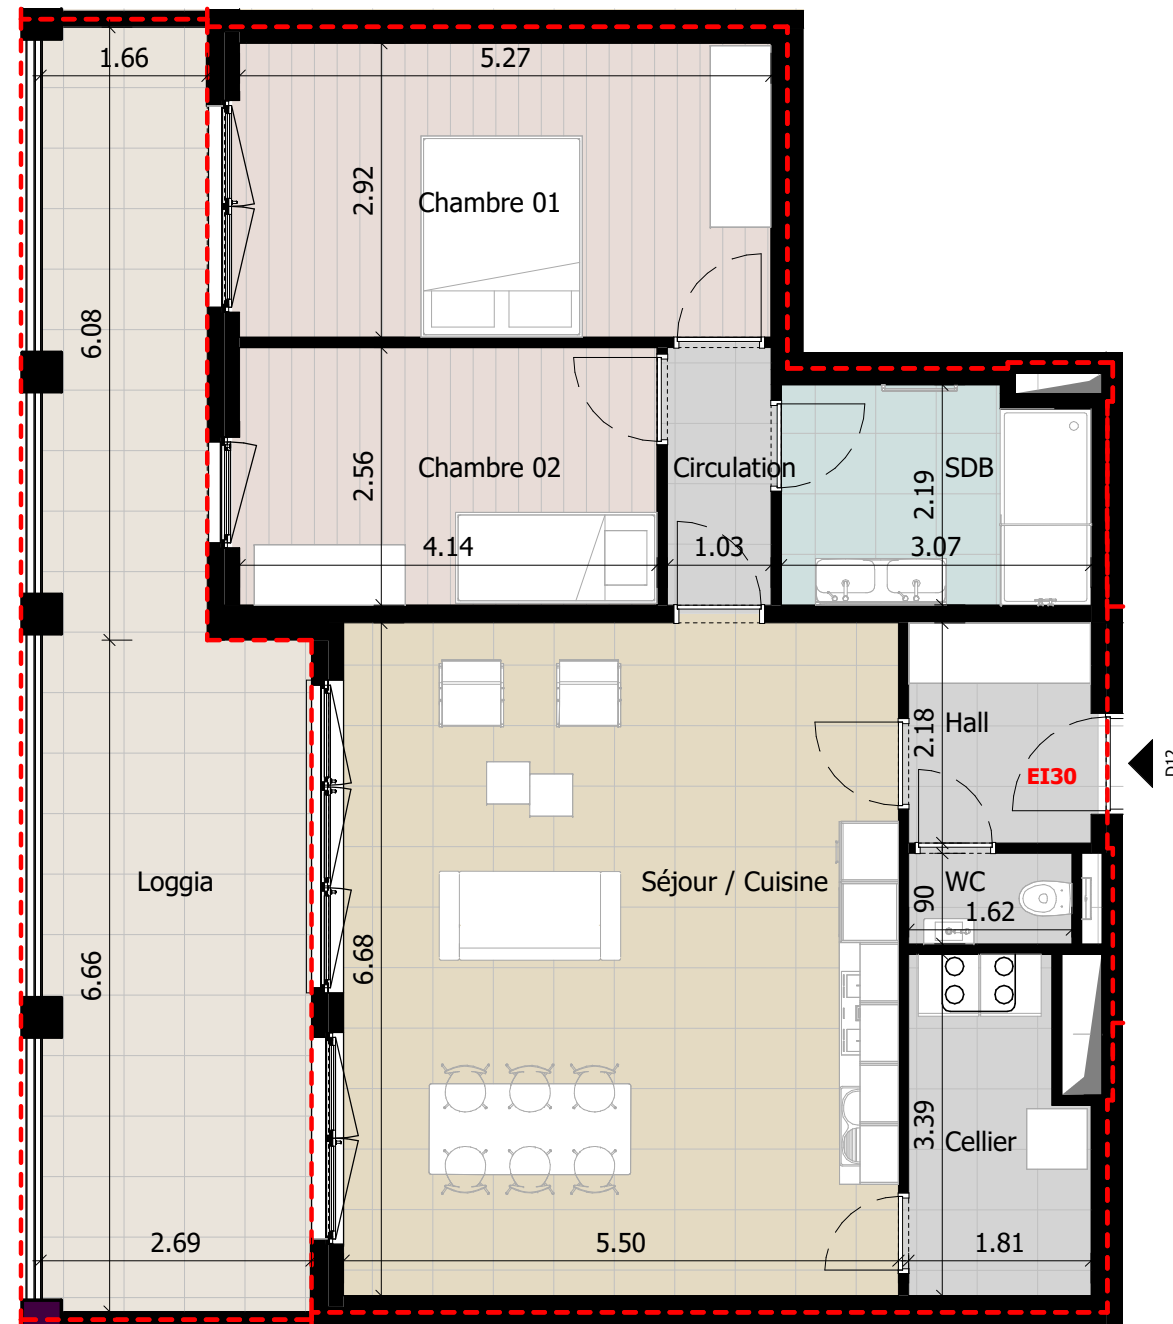 1.66
5.27
2.92
Chambre 01
6.08
2.56
Chambre 02
Circulation
2.19
SDB
4.14
1.03
3.07
2.18
Hall
EI30
D12
Loggia
Séjour / Cuisine
90
WC
1.62
6.66
6.68
3.39
Cellier
2.69
5.50
1.81